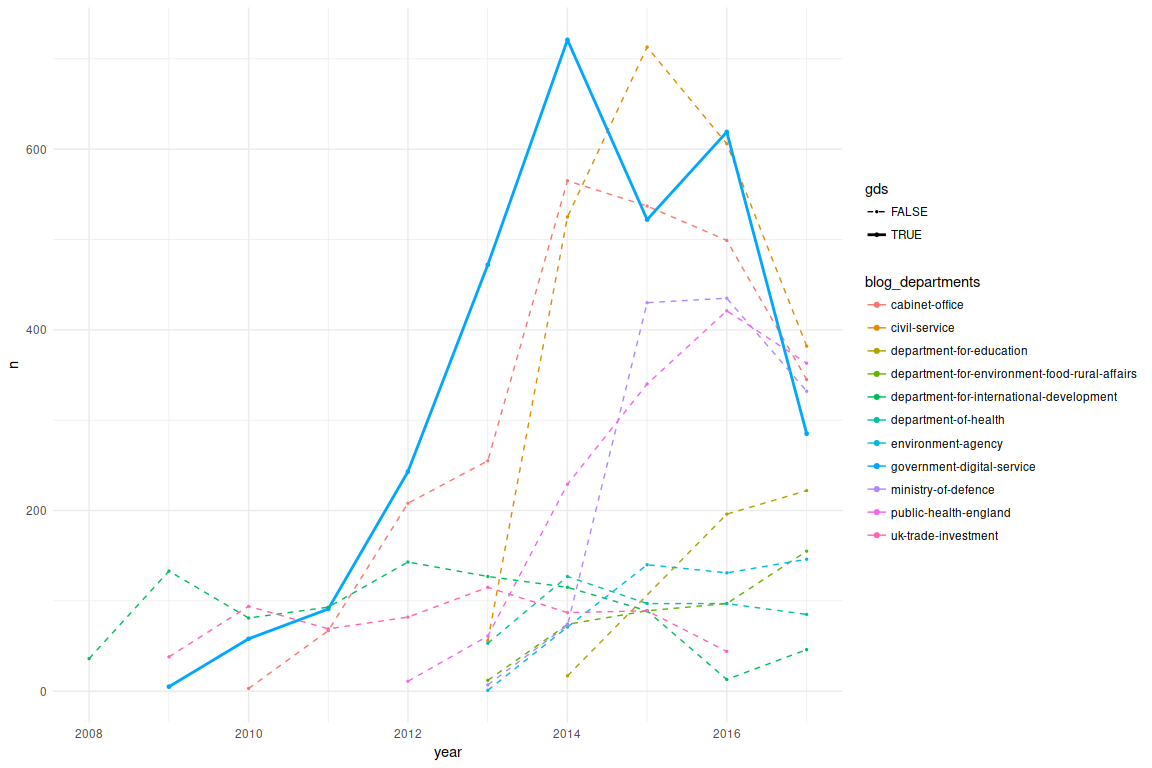 600
400
200
0
n
2008
2010
2012
2014
2016
year
gds
FALSE
TRUE
blog_departments
cabinet-office
civil-service
department-for-education
department-for-environment-food-rural-affairs
department-for-international-development
department-of-health
environment-agency
government-digital-service
ministry-of-defence
public-health-england
uk-trade-investment